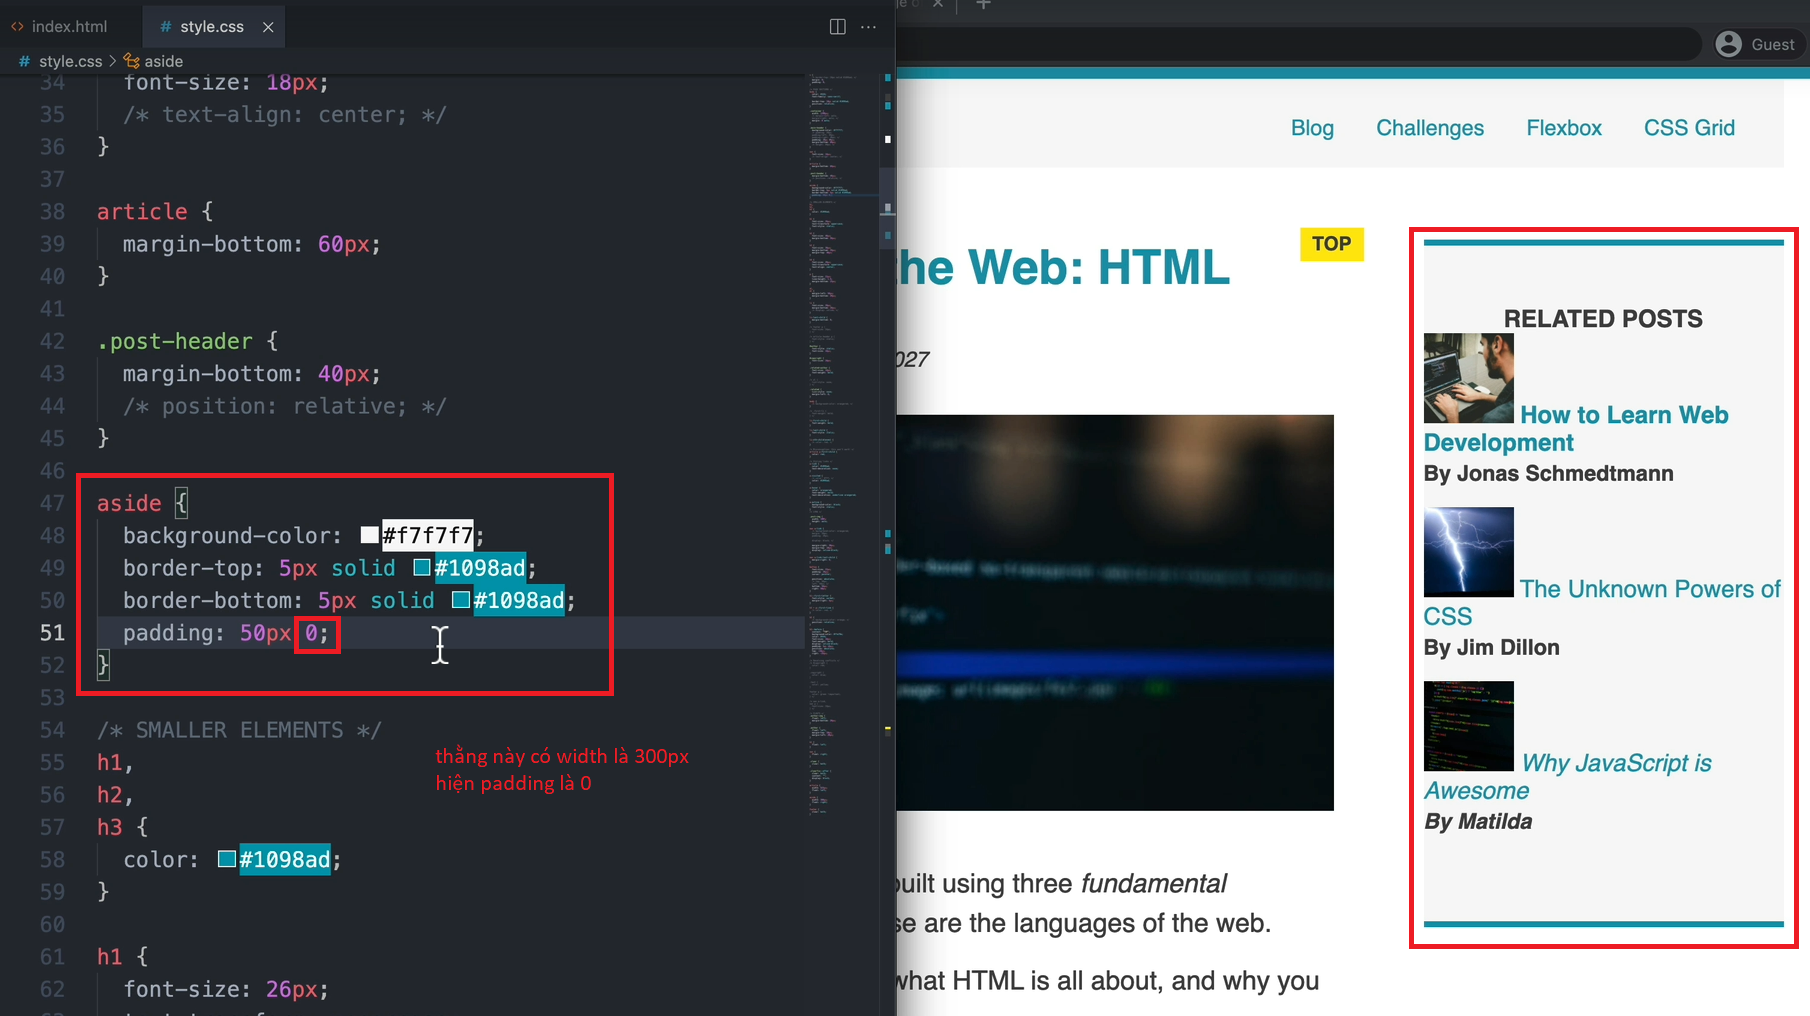 index.html
style.css
Guest
style.css > aside
34 font-size: 18px;
35 /* text-align: center; */
36 }
37
38 article {
39 margin-bottom: 60px;
40 }
41
42 .post-header {
43 margin-bottom: 40px;
44 /* position: relative; */
45 }
46
47 aside {
48 background-color: #f7f7f7;
49 border-top: 5px solid #1098ad;
50 border-bottom: 5px solid #1098ad;
51 padding: 50px 0;
52 }
53
54 /* SMALLER ELEMENTS */
55 h1,
56 h2,
57 h3 {
58 color: #1098ad;
59 }
60
61 h1 {
62 font-size: 26px;
thằng này có width là 300px
hiện padding là 0
Blog Challenges Flexbox CSS Grid
the Web: HTML
TOP
027
built using three fundamental
se are the languages of the web.
what HTML is all about, and why you
RELATED POSTS
How to Learn Web
Development
By Jonas Schmedtmann
The Unknown Powers of
CSS
By Jim Dillon
Why JavaScript is
Awesome
By Matilda